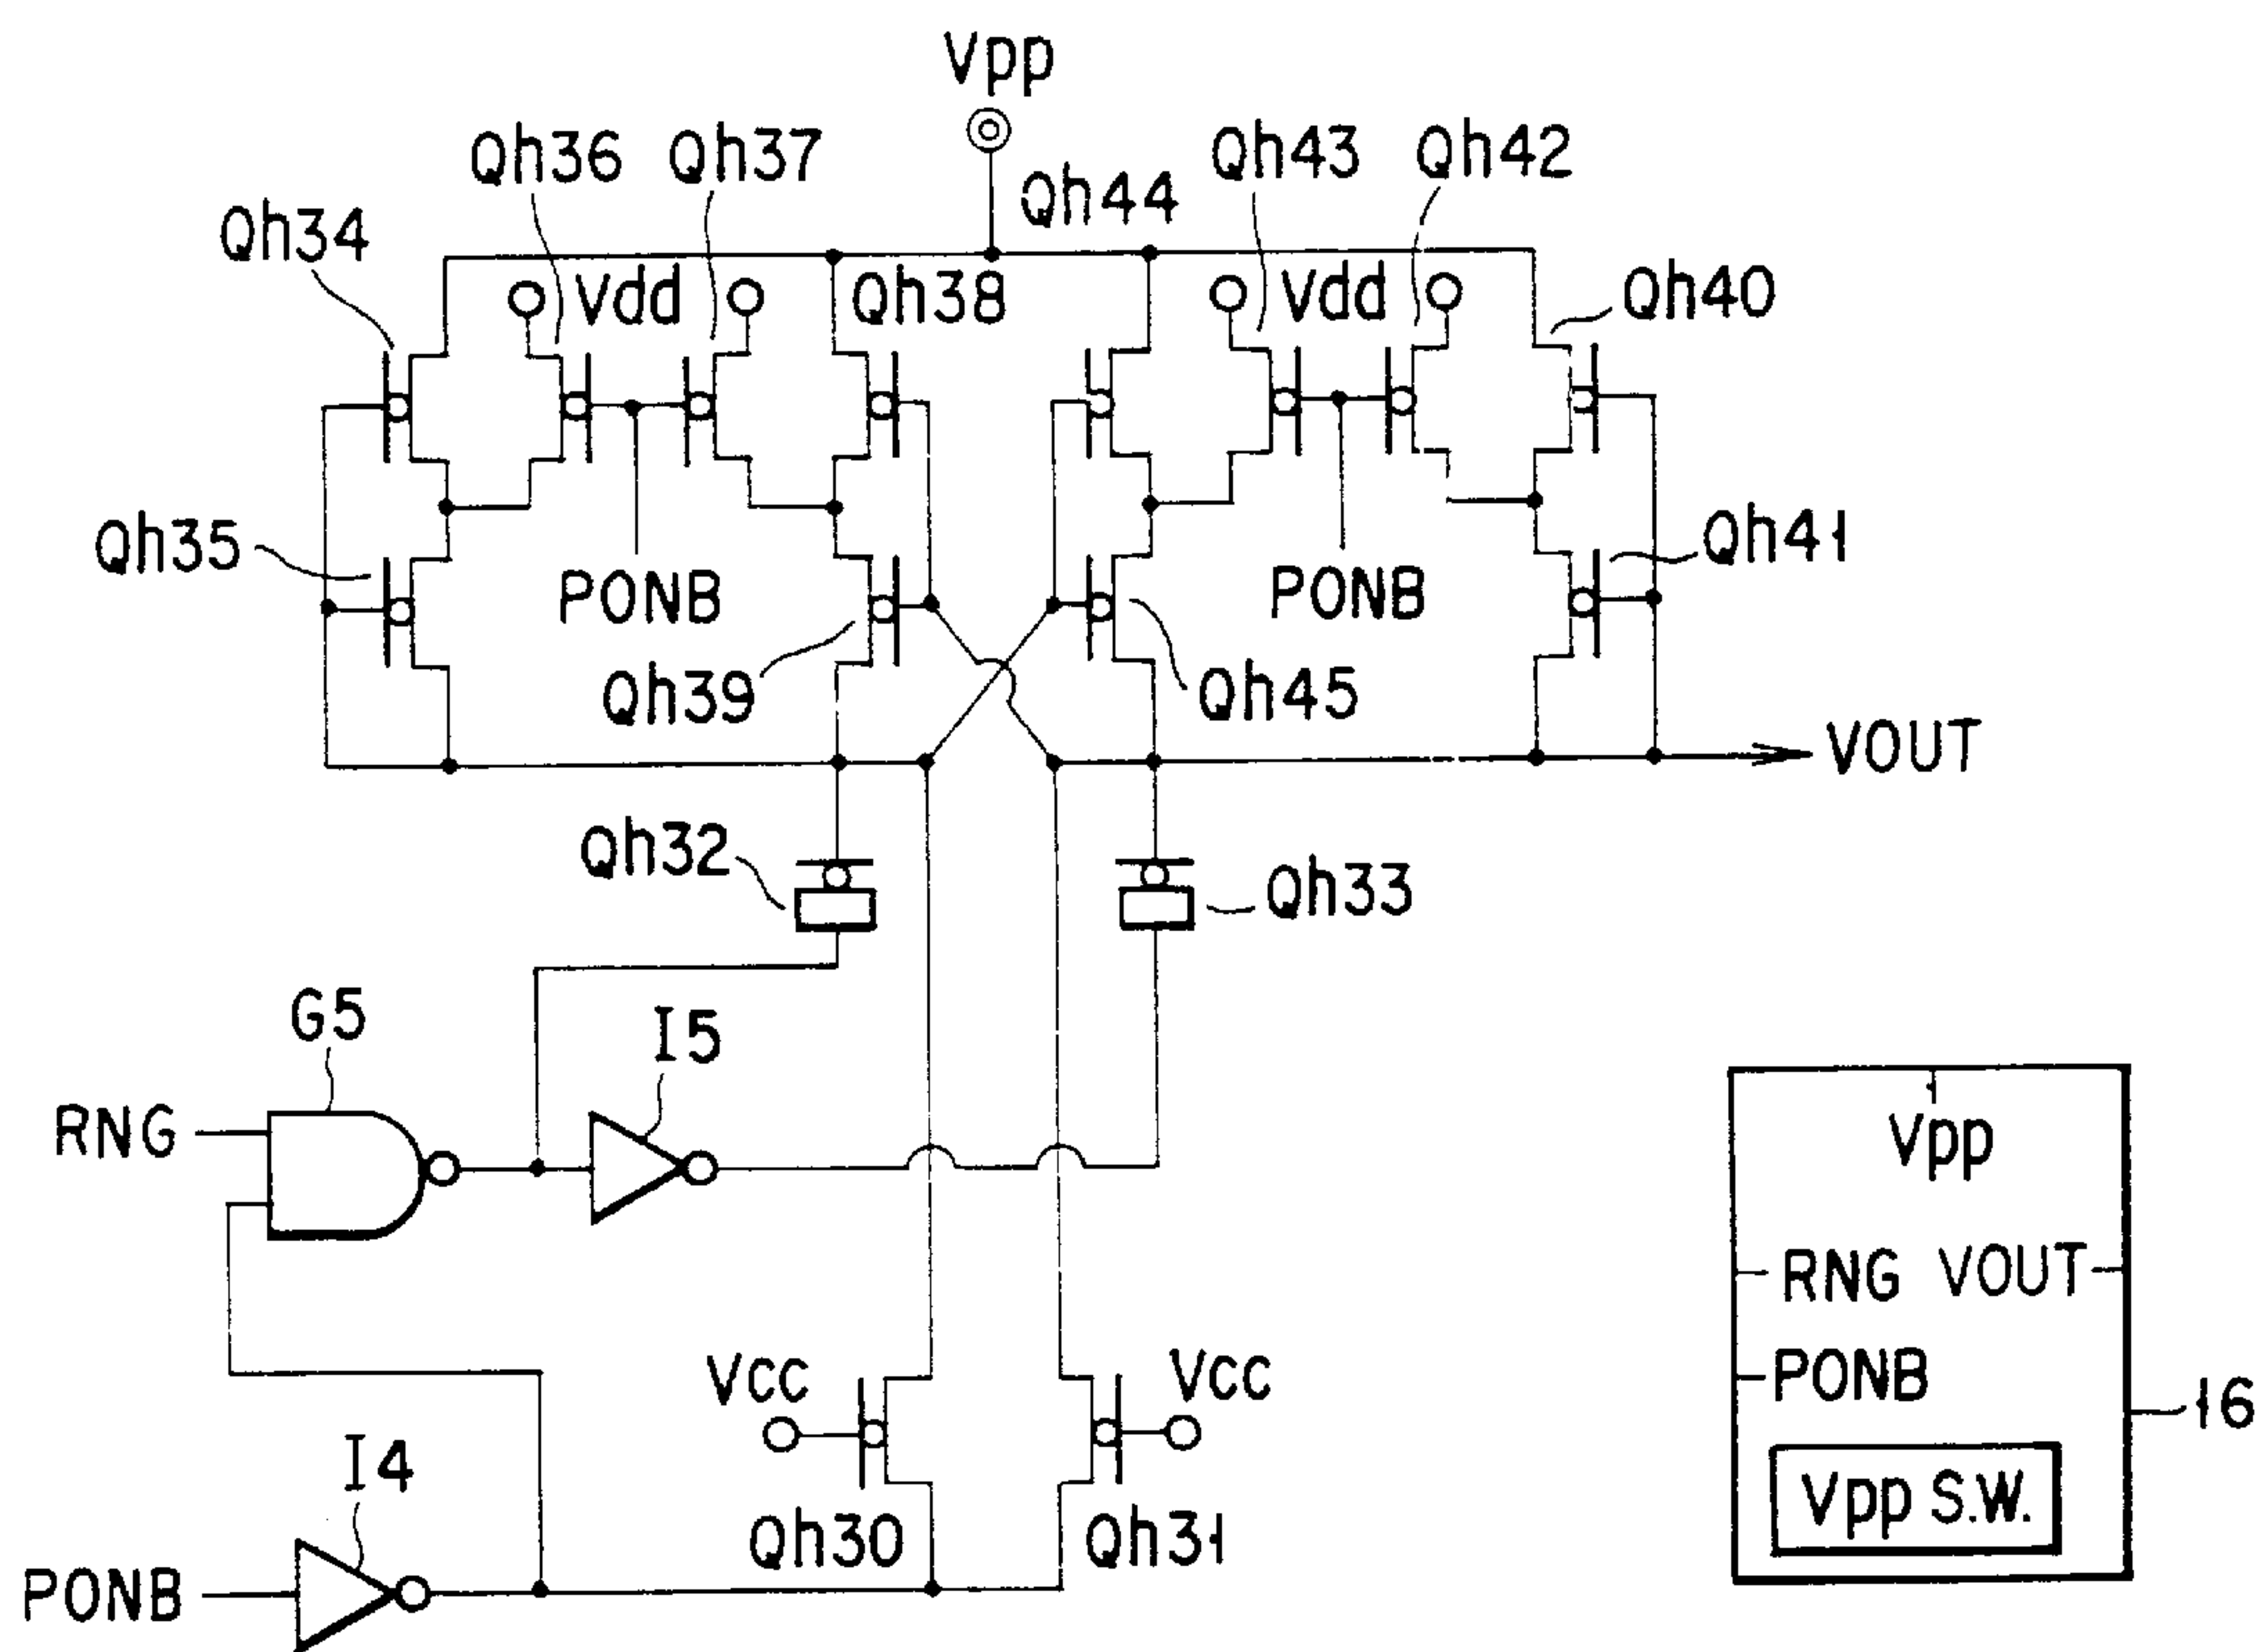 Vpp
Qh36 Qh37 Qh44 Qh43 Qh42
Qh34 Vdd Qh38 Vdd Qh40
Qh35 PONB PONB Qh41
Qh39 Qh45
VOUT
Qh32 Qh33
G5 I5
RNG
Vpp
RNG VOUT
VCC VCC PONB
16
I4 Vpp S.W.
Qh30 Qh31
PONB